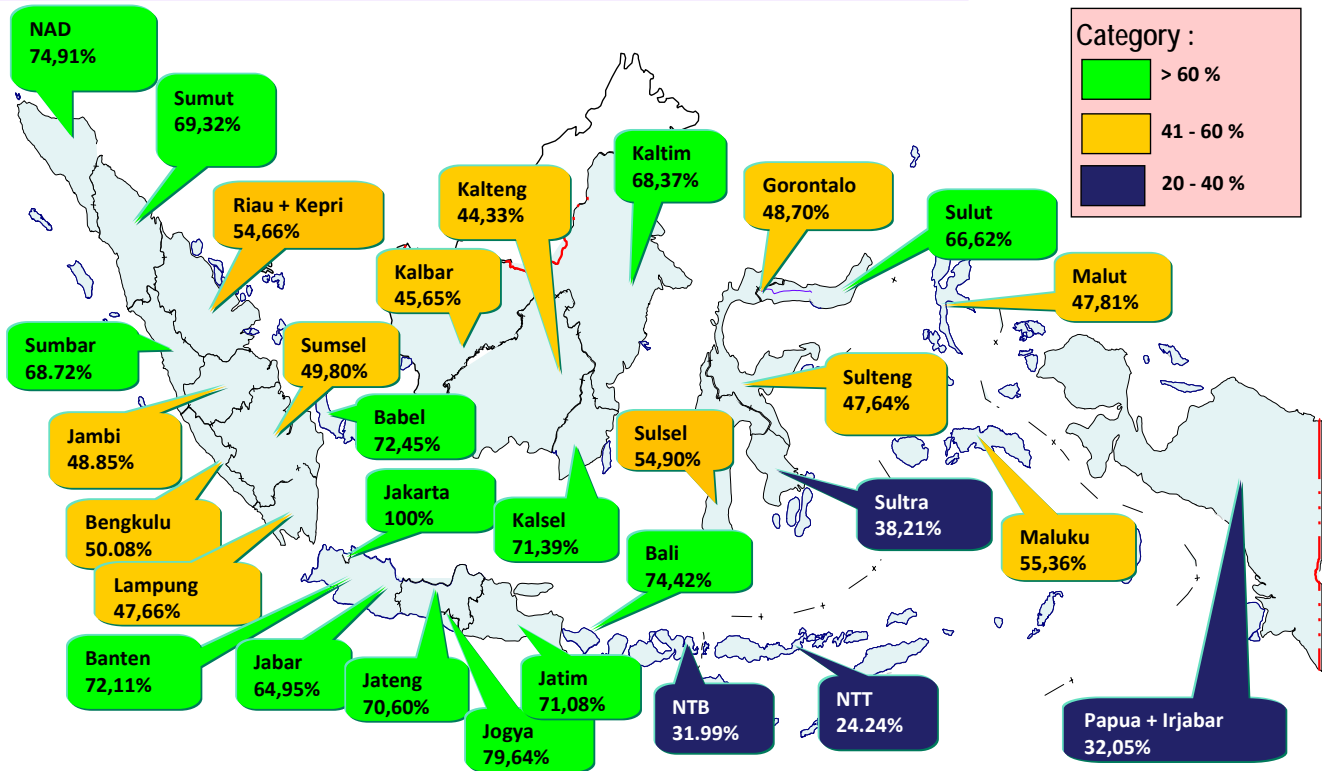 NAD
74,91%
Sumut
69,32%
Riau + Kepri
54,66%
Kalteng
44,33%
Kaltim
68,37%
Gorontalo
48,70%
Sulut
66,62%
Category :
> 60 %
41 - 60 %
20 - 40 %
Kalbar
45,65%
Malut
47,81%
Sumbar
68.72%
Sumsel
49,80%
Babel
72,45%
Sulteng
47,64%
Jambi
48.85%
Sulsel
54,90%
Bengkulu
50.08%
Jakarta
100%
Kalsel
71,39%
Sultra
38,21%
Maluku
55,36%
Lampung
47,66%
Bali
74,42%
Banten
72,11%
Jabar
64,95%
Jateng
70,60%
Jogya
79,64%
Jatim
71,08%
NTB
31.99%
NTT
24.24%
Papua + Irjabar
32,05%